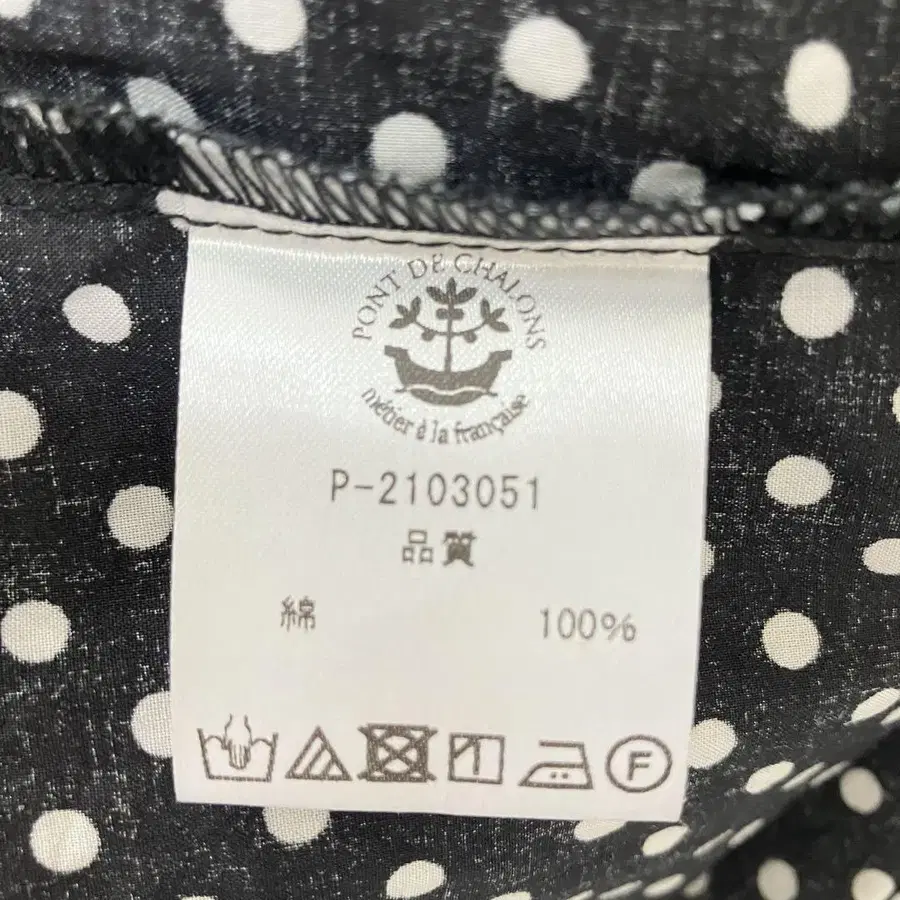 PONT DE CHALONS
métier à la française
P-2103051
品質
綿 100%
F